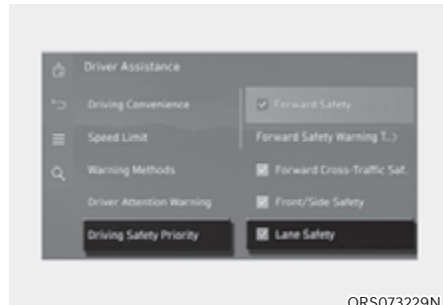 Driver Assistance
Driving Convenience
Speed Limit
Warning Methods
Driver Attention Warning
Driving Safety Priority
Forward Safety
Forward Safety Warning T..>
Forward Cross-Traffic Saf.
Front/Side Safety
Lane Safety
ORS073229N